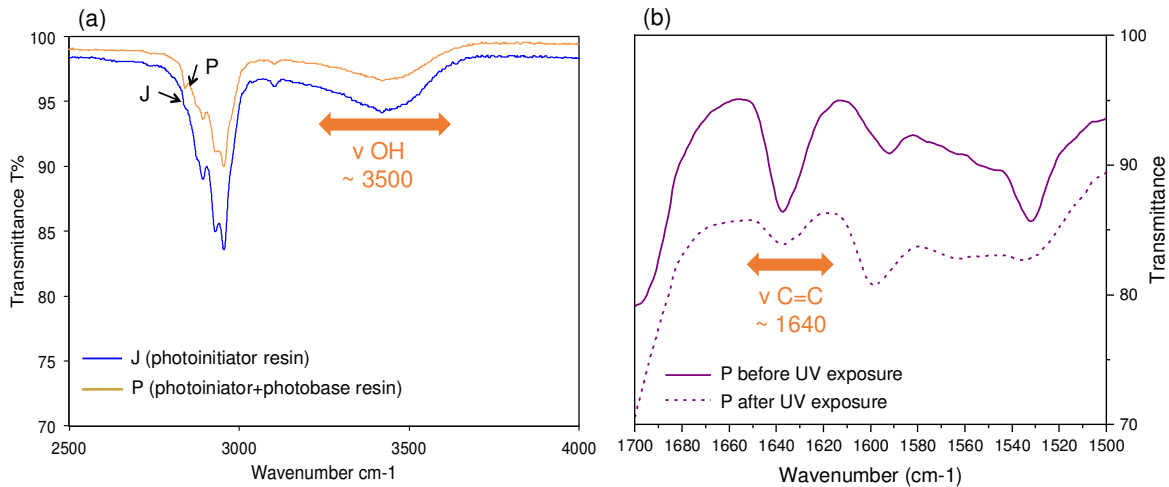 (a)
Transmittance T%
100
95
90
85
80
75
70
P
J
ν OH
~ 3500
J (photoinitiator resin)
P (photoiniator+photobase resin)
2500
3000
3500
4000
Wavenumber cm-1
(b)
100
90
80
70
Transmittance
ν C=C
~ 1640
P before UV exposure
P after UV exposure
1700 1680 1660 1640 1620 1600 1580 1560 1540 1520 1500
Wavenumber (cm-1)